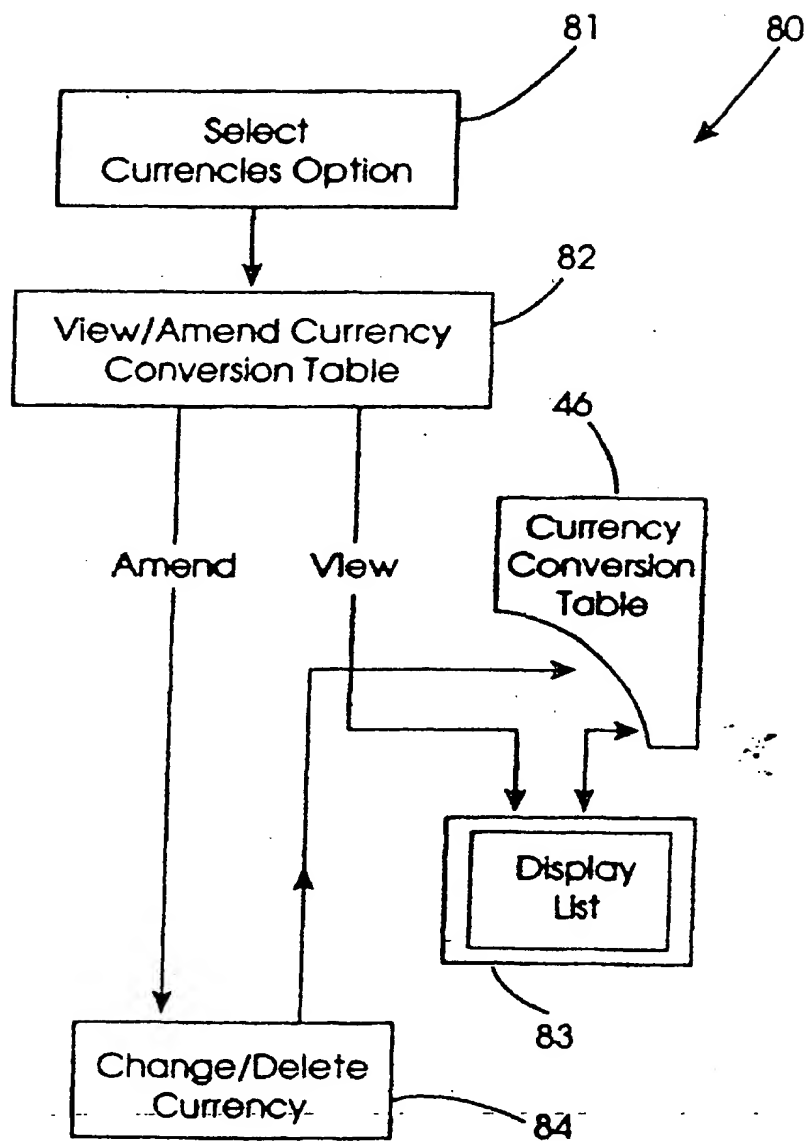 81
80
Select
Currencies Option
82
View/Amend Currency
Conversion Table
46
Currency
Conversion
Table
Amend
View
Display
List
83
Change/Delete
Currency
84